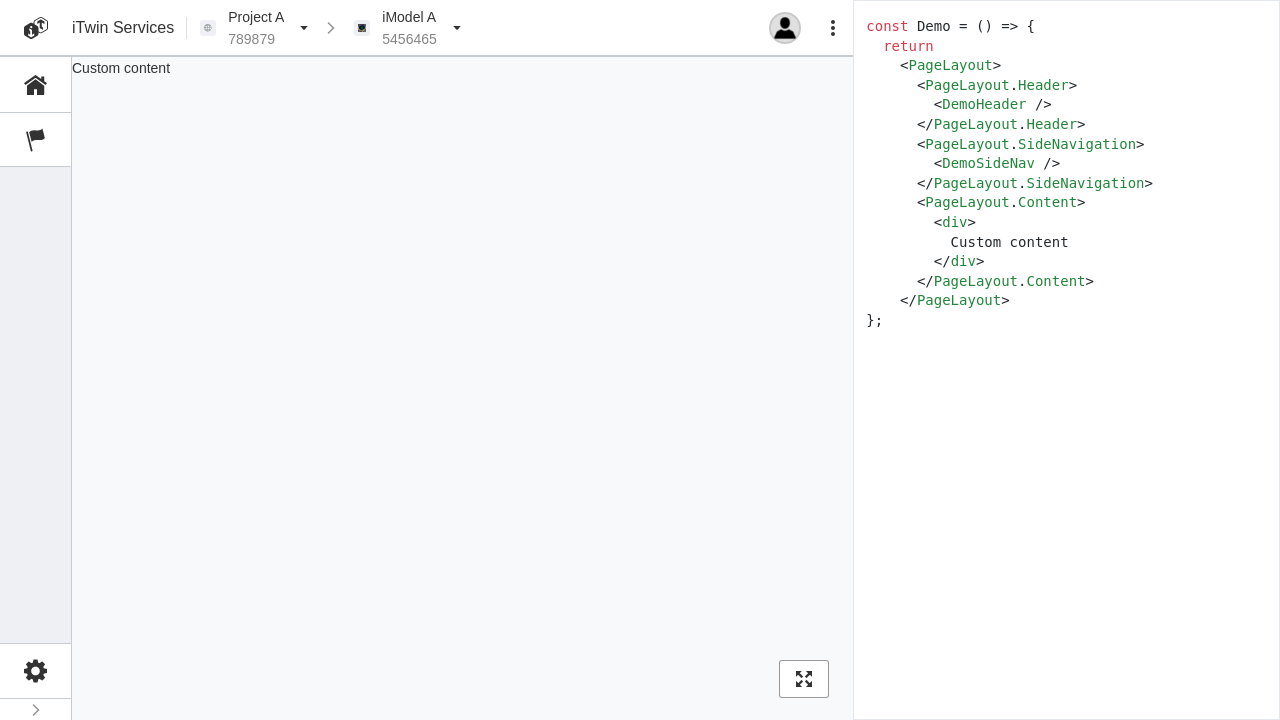 iTwin Services
Project A
789879
iModel A
5456465
Custom content
const Demo = () => {
  return
    <PageLayout>
      <PageLayout.Header>
        <DemoHeader />
      </PageLayout.Header>
      <PageLayout.SideNavigation>
        <DemoSideNav />
      </PageLayout.SideNavigation>
      <PageLayout.Content>
        <div>
          Custom content
        </div>
      </PageLayout.Content>
    </PageLayout>
};